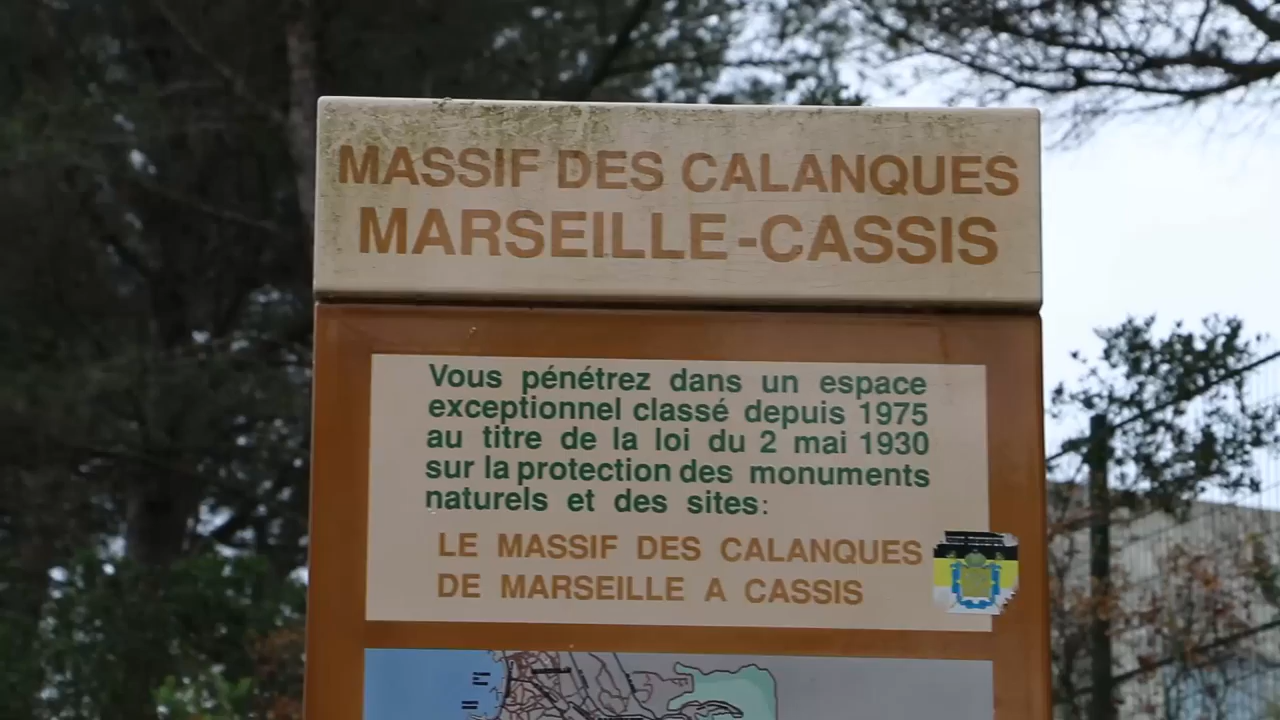 MASSIF DES CALANQUES
MARSEILLE-CASSIS
Vous pénétrez dans un espace
exceptionnel classé depuis 1975
au titre de la loi du 2 mai 1930
sur la protection des monuments
naturels et des sites:
LE MASSIF DES CALANQUES
DE MARSEILLE A CASSIS